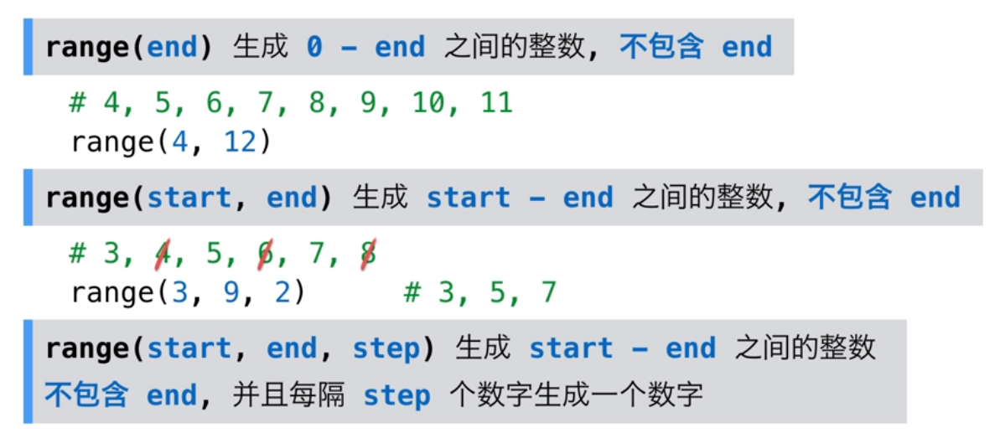 range(end) 生成 0 - end 之间的整数, 不包含 end
# 4, 5, 6, 7, 8, 9, 10, 11
range(4, 12)
range(start, end) 生成 start - end 之间的整数, 不包含 end
# 3, 4, 5, 6, 7, 8
range(3, 9, 2) # 3, 5, 7
range(start, end, step) 生成 start - end 之间的整数
不包含 end, 并且每隔 step 个数字生成一个数字